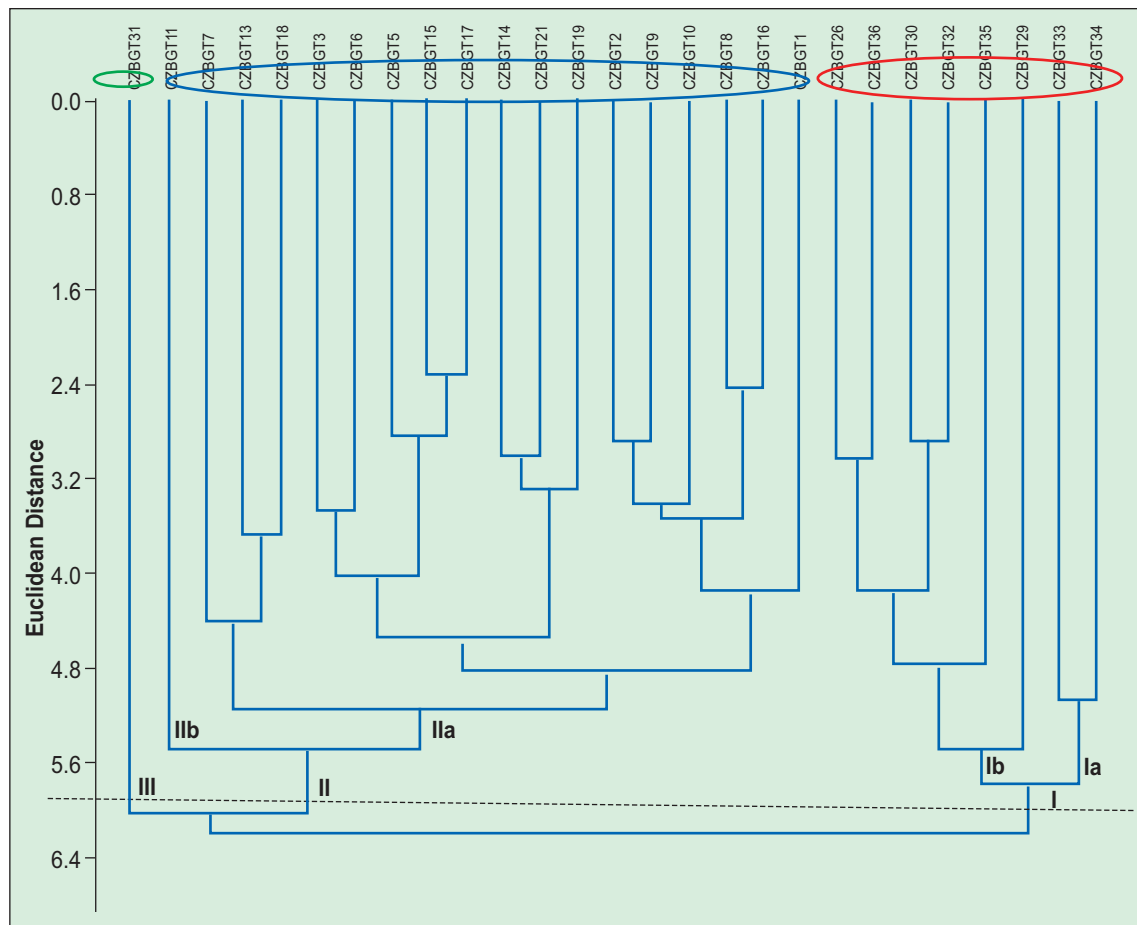 CZBGT31
CZBGT11
CZBGT7
CZBGT13
CZBGT18
CZBGT3
CZBGT6
CZBGT5
CZBGT15
CZBGT17
CZBGT14
CZBGT21
CZBGT19
CZBGT2
CZBGT9
CZBGT10
CZBGT8
CZBGT16
CZBGT1
CZBGT26
CZBGT36
CZBGT30
CZBGT32
CZBGT35
CZBGT29
CZBGT33
CZBGT34
0.0
0.8
1.6
2.4
3.2
4.0
4.8
5.6
6.4
Euclidean Distance
IIb
IIa
Ib
Ia
III
II
I